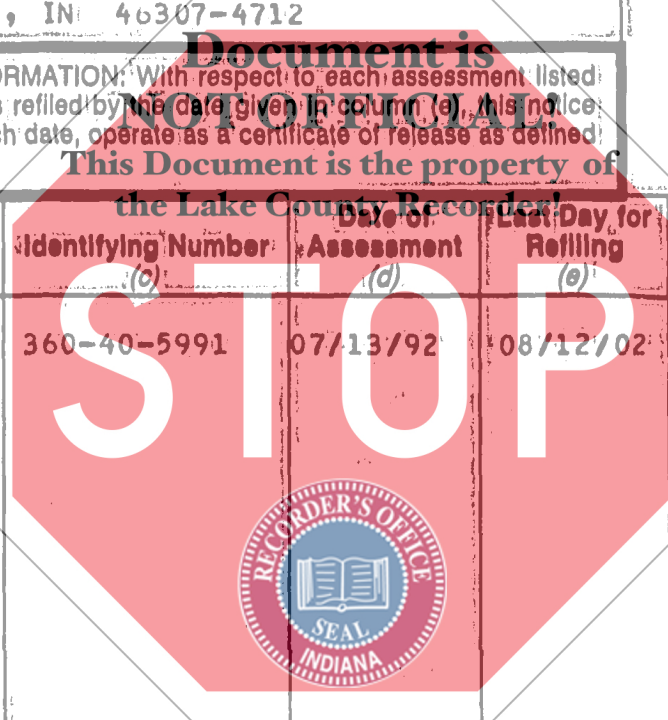 , IN 46307-4712
Document is
RMATION: With respect to each assessment listed
refiled by the date given in column (e), this notice
NOT OFFICIAL!
h date, operate as a certificate of release as defined
This Document is the property of
the Lake County Recorder!
Identifying Number
(c)
Date of
Assessment
(d)
Last Day for
Refiling
(e)
360-40-5991
07/13/92
08/12/02
STOP
RECORDER'S OFFICE
SEAL
INDIANA